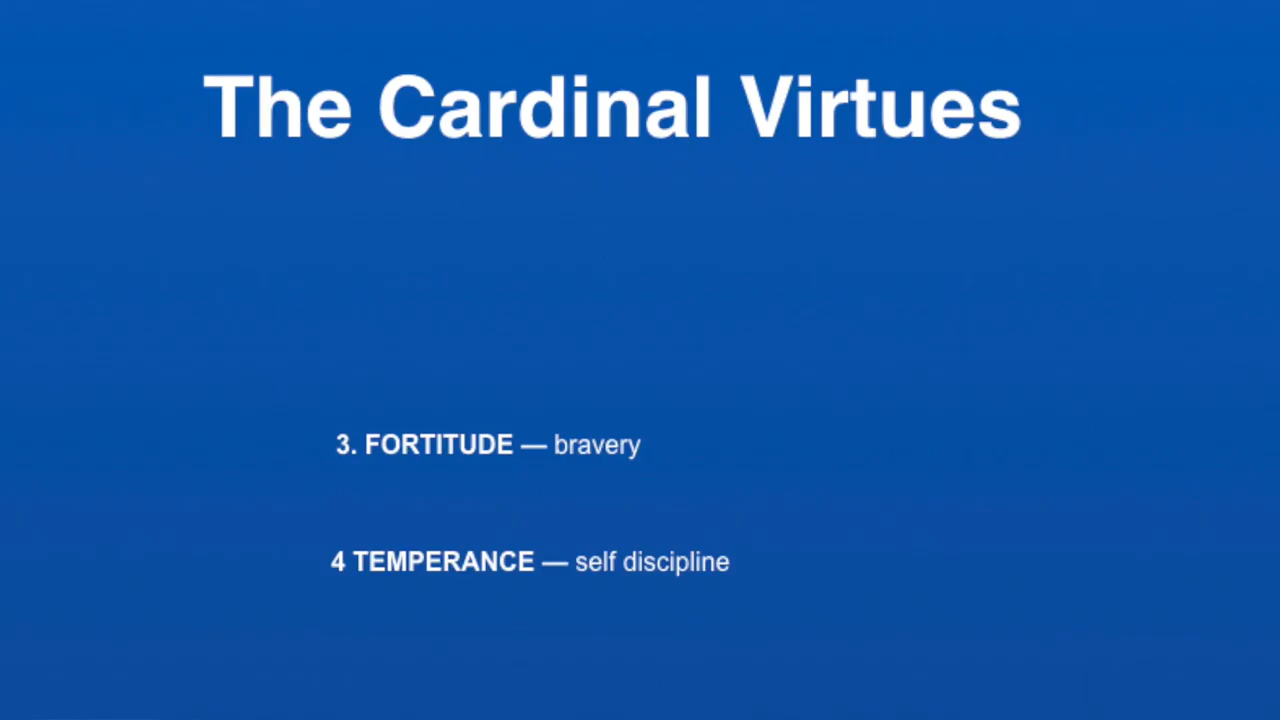 The Cardinal Virtues
3. FORTITUDE — bravery
4 TEMPERANCE — self discipline